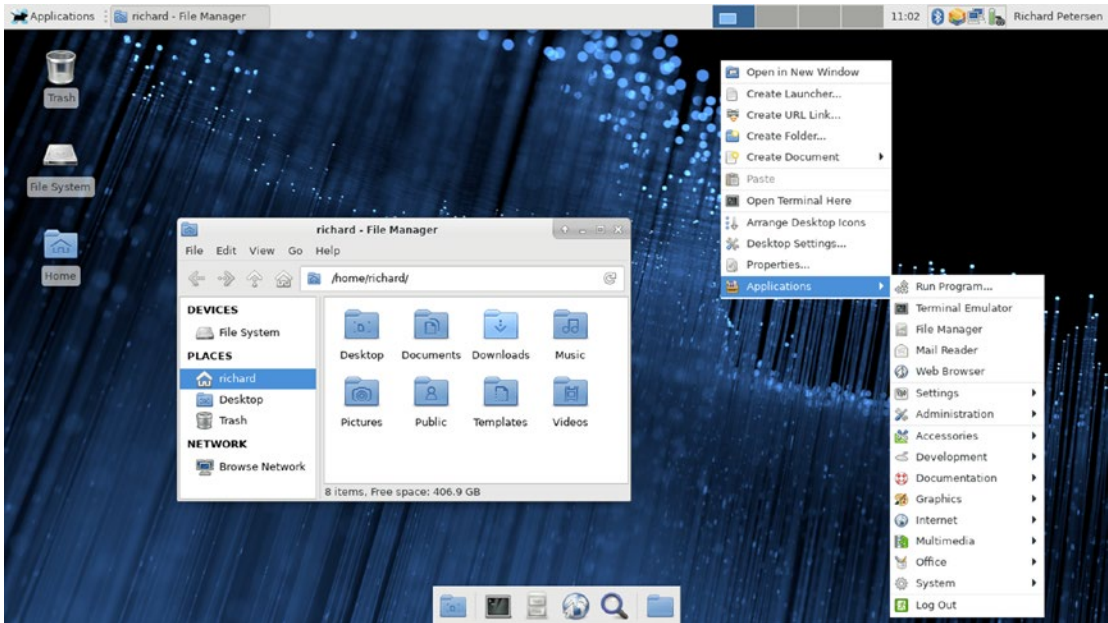 Applications richard - File Manager 11:02 Richard Petersen
Trash
File System
Home
richard - File Manager
File Edit View Go Help
/home/richard/
DEVICES
File System
PLACES
richard
Desktop
Trash
NETWORK
Browse Network
Desktop Documents Downloads Music
Pictures Public Templates Videos
8 items, Free space: 406.9 GB
Open in New Window
Create Launcher...
Create URL Link...
Create Folder...
Create Document
Paste
Open Terminal Here
Arrange Desktop Icons
Desktop Settings...
Properties...
Applications
Run Program...
Terminal Emulator
File Manager
Mail Reader
Web Browser
Settings
Administration
Accessories
Development
Documentation
Graphics
Internet
Multimedia
Office
System
Log Out